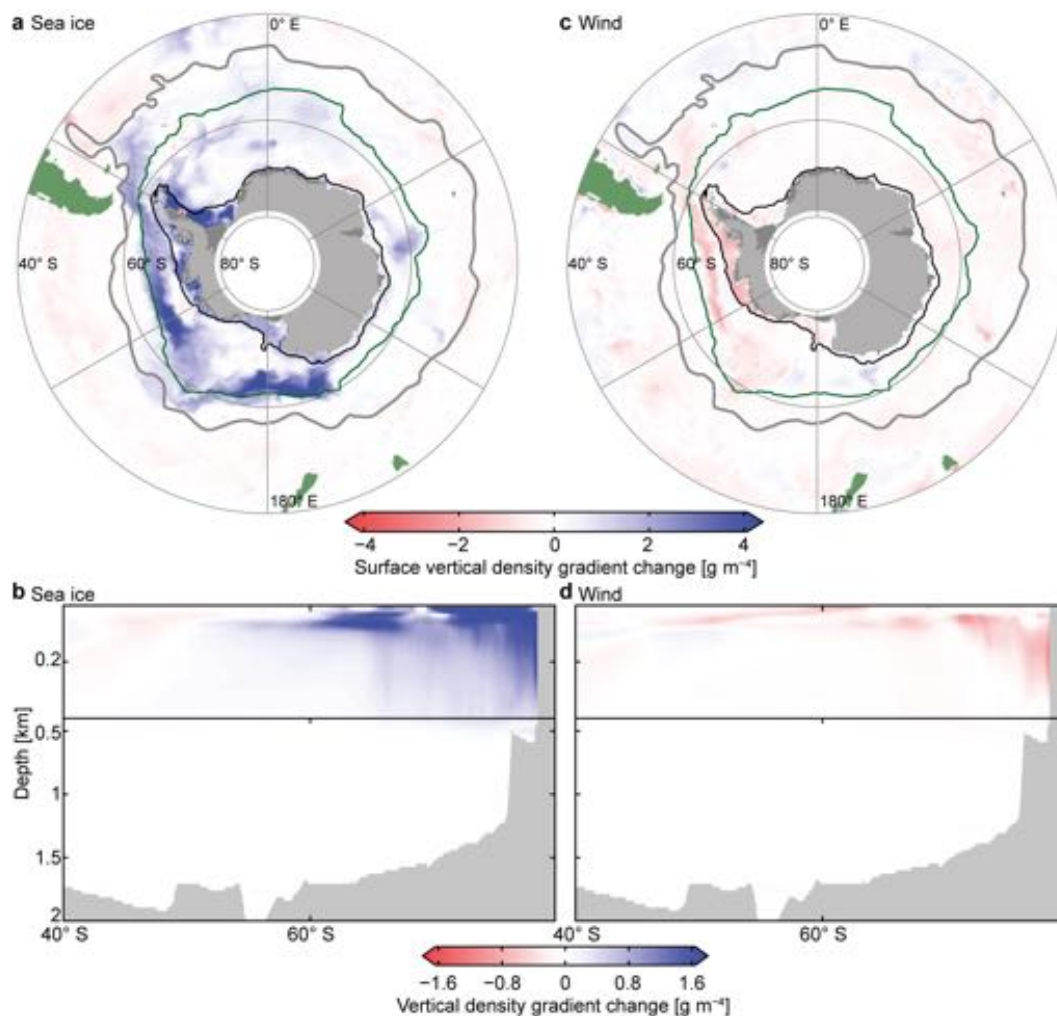 a Sea ice
0° E
40° S
60° S
80° S
180° E
c Wind
0° E
40° S
60° S
80° S
180° E
−4
−2
0
2
4
Surface vertical density gradient change [g m⁻⁴]
b Sea ice
Depth [km]
0.2
0.5
1
1.5
2
40° S
60° S
d Wind
40° S
60° S
−1.6
−0.8
0
0.8
1.6
Vertical density gradient change [g m⁻⁴]